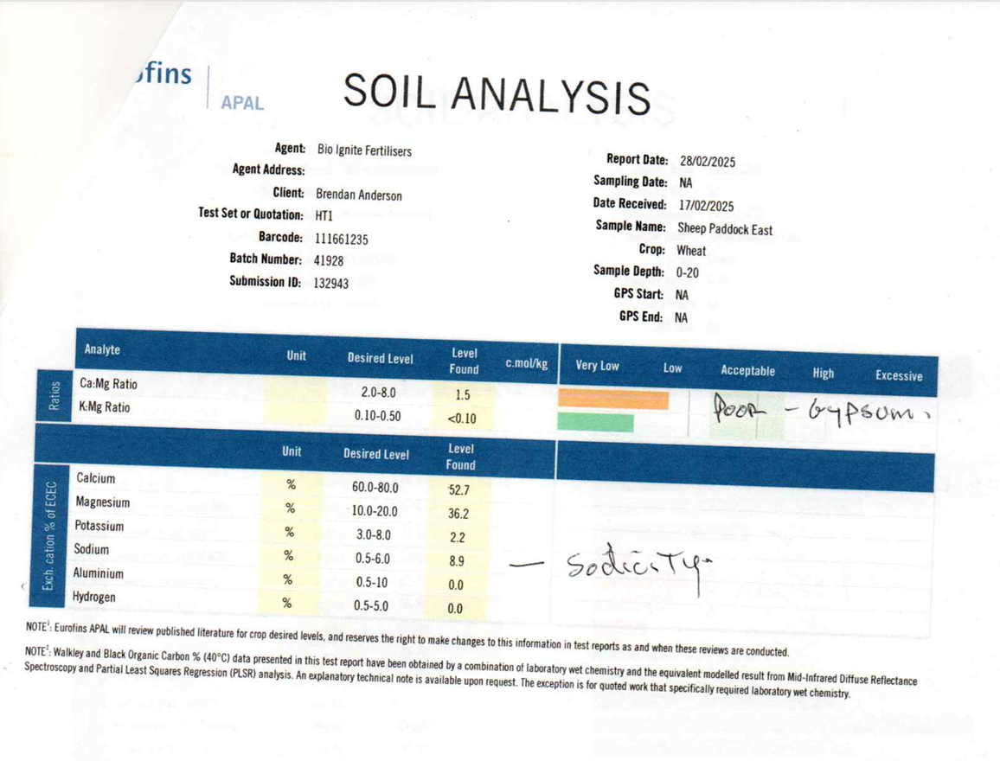 ofins
APAL
SOIL ANALYSIS
Agent: Bio Ignite Fertilisers
Agent Address:
Client: Brendan Anderson
Test Set or Quotation: HT1
Barcode: 111661235
Batch Number: 41928
Submission ID: 132943
Report Date: 28/02/2025
Sampling Date: NA
Date Received: 17/02/2025
Sample Name: Sheep Paddock East
Crop: Wheat
Sample Depth: 0-20
GPS Start: NA
GPS End: NA
Analyte Unit Desired Level Level Found c.mol/kg Very Low Low Acceptable High Excessive
Ratios
Ca:Mg Ratio 2.0-8.0 1.5 Poor - Gypsum.
K:Mg Ratio 0.10-0.50 <0.10
Unit Desired Level Level Found
Exch. cation % of ECEC
Calcium % 60.0-80.0 52.7
Magnesium % 10.0-20.0 36.2
Potassium % 3.0-8.0 2.2
Sodium % 0.5-6.0 8.9 — Sodicity
Aluminium % 0.5-10 0.0
Hydrogen % 0.5-5.0 0.0
NOTE¹: Eurofins APAL will review published literature for crop desired levels, and reserves the right to make changes to this information in test reports as and when these reviews are conducted.
NOTE²: Walkley and Black Organic Carbon % (40°C) data presented in this test report have been obtained by a combination of laboratory wet chemistry and the equivalent modelled result from Mid-Infrared Diffuse Reflectance
Spectroscopy and Partial Least Squares Regression (PLSR) analysis. An explanatory technical note is available upon request. The exception is for quoted work that specifically required laboratory wet chemistry.